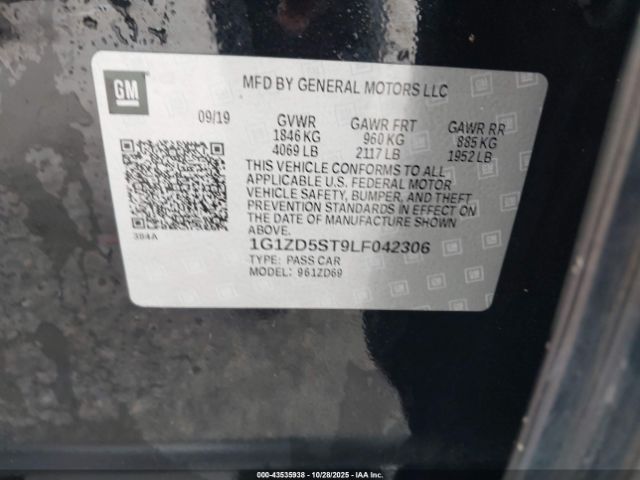 GM
MFD BY GENERAL MOTORS LLC
09/19 GVWR GAWR FRT GAWR RR
1846 KG 960 KG 885 KG
4069 LB 2117 LB 1952 LB
THIS VEHICLE CONFORMS TO ALL
APPLICABLE U.S. FEDERAL MOTOR
VEHICLE SAFETY, BUMPER, AND THEFT
PREVENTION STANDARDS IN EFFECT ON
THE DATE OF MANUFACTURE SHOWN
ABOVE.
394A
1G1ZD5ST9LF042306
TYPE: PASS CAR
MODEL: 961ZD69
000-43535938 | 10/28/2025 | IAA Inc.